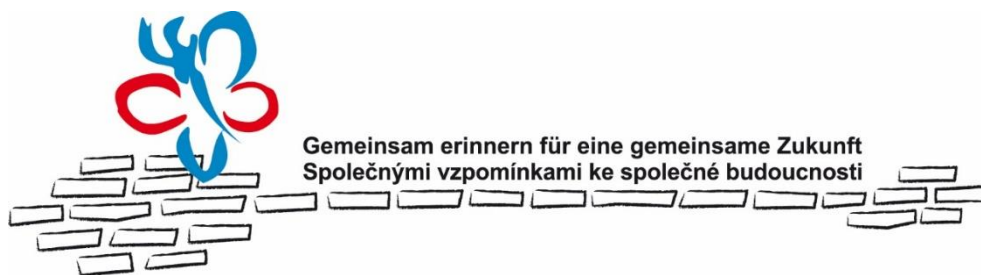 Gemeinsam erinnern für eine gemeinsame Zukunft
Společnými vzpomínkami ke společné budoucnosti